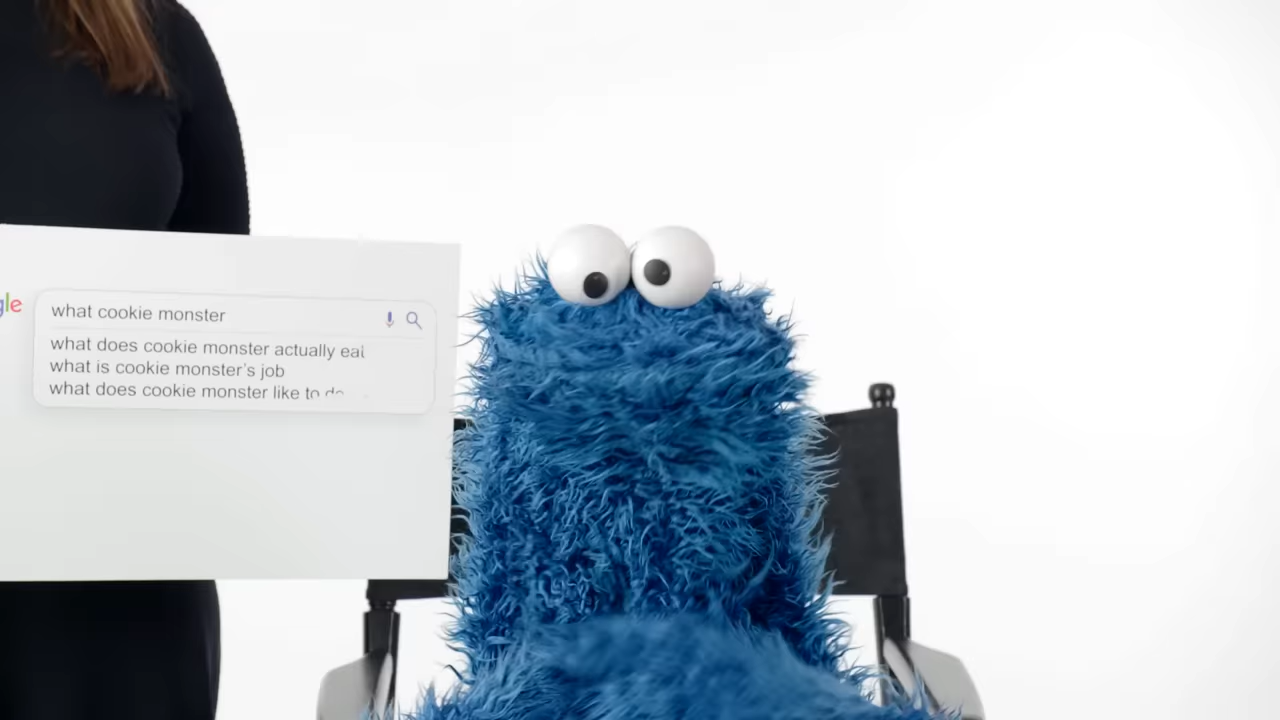 gle
what cookie monster
what does cookie monster actually eat
what is cookie monster's job
what does cookie monster like to